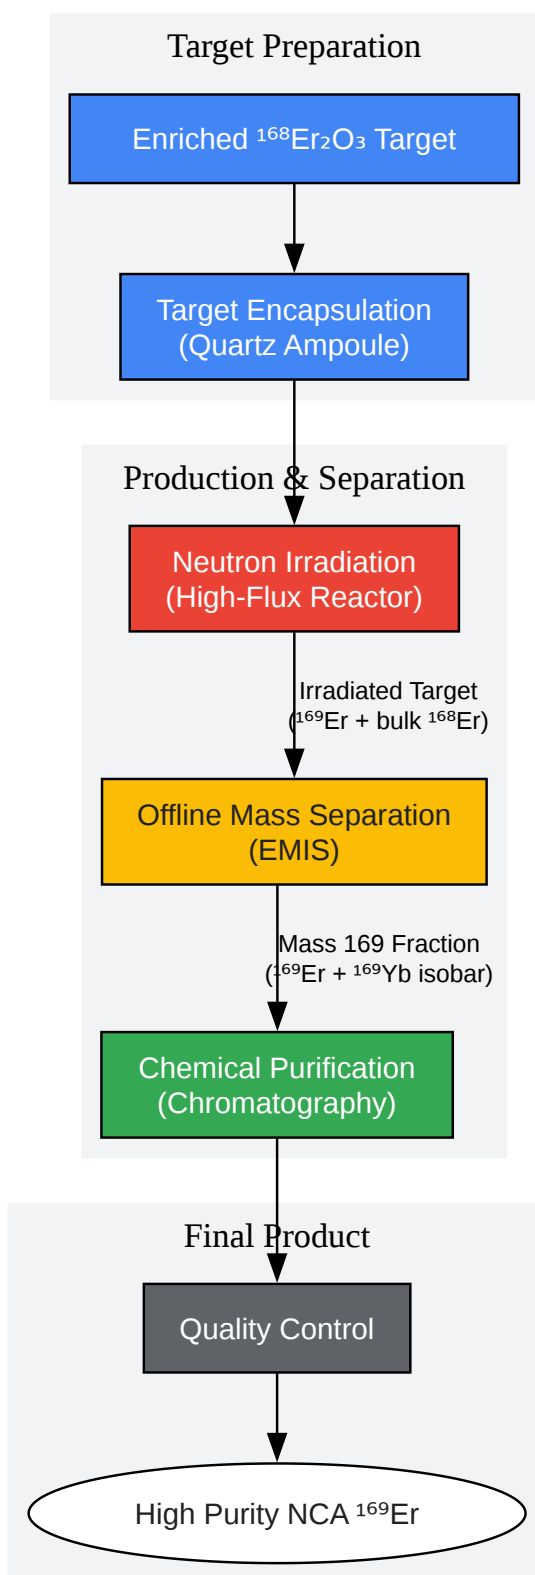 Target Preparation
Enriched ¹⁶⁸Er₂O₃ Target
Target Encapsulation
(Quartz Ampoule)
Production & Separation
Neutron Irradiation
(High-Flux Reactor)
Irradiated Target
(¹⁶⁹Er + bulk ¹⁶⁸Er)
Offline Mass Separation
(EMIS)
Mass 169 Fraction
(¹⁶⁹Er + ¹⁶⁹Yb isobar)
Chemical Purification
(Chromatography)
Final Product
Quality Control
High Purity NCA ¹⁶⁹Er